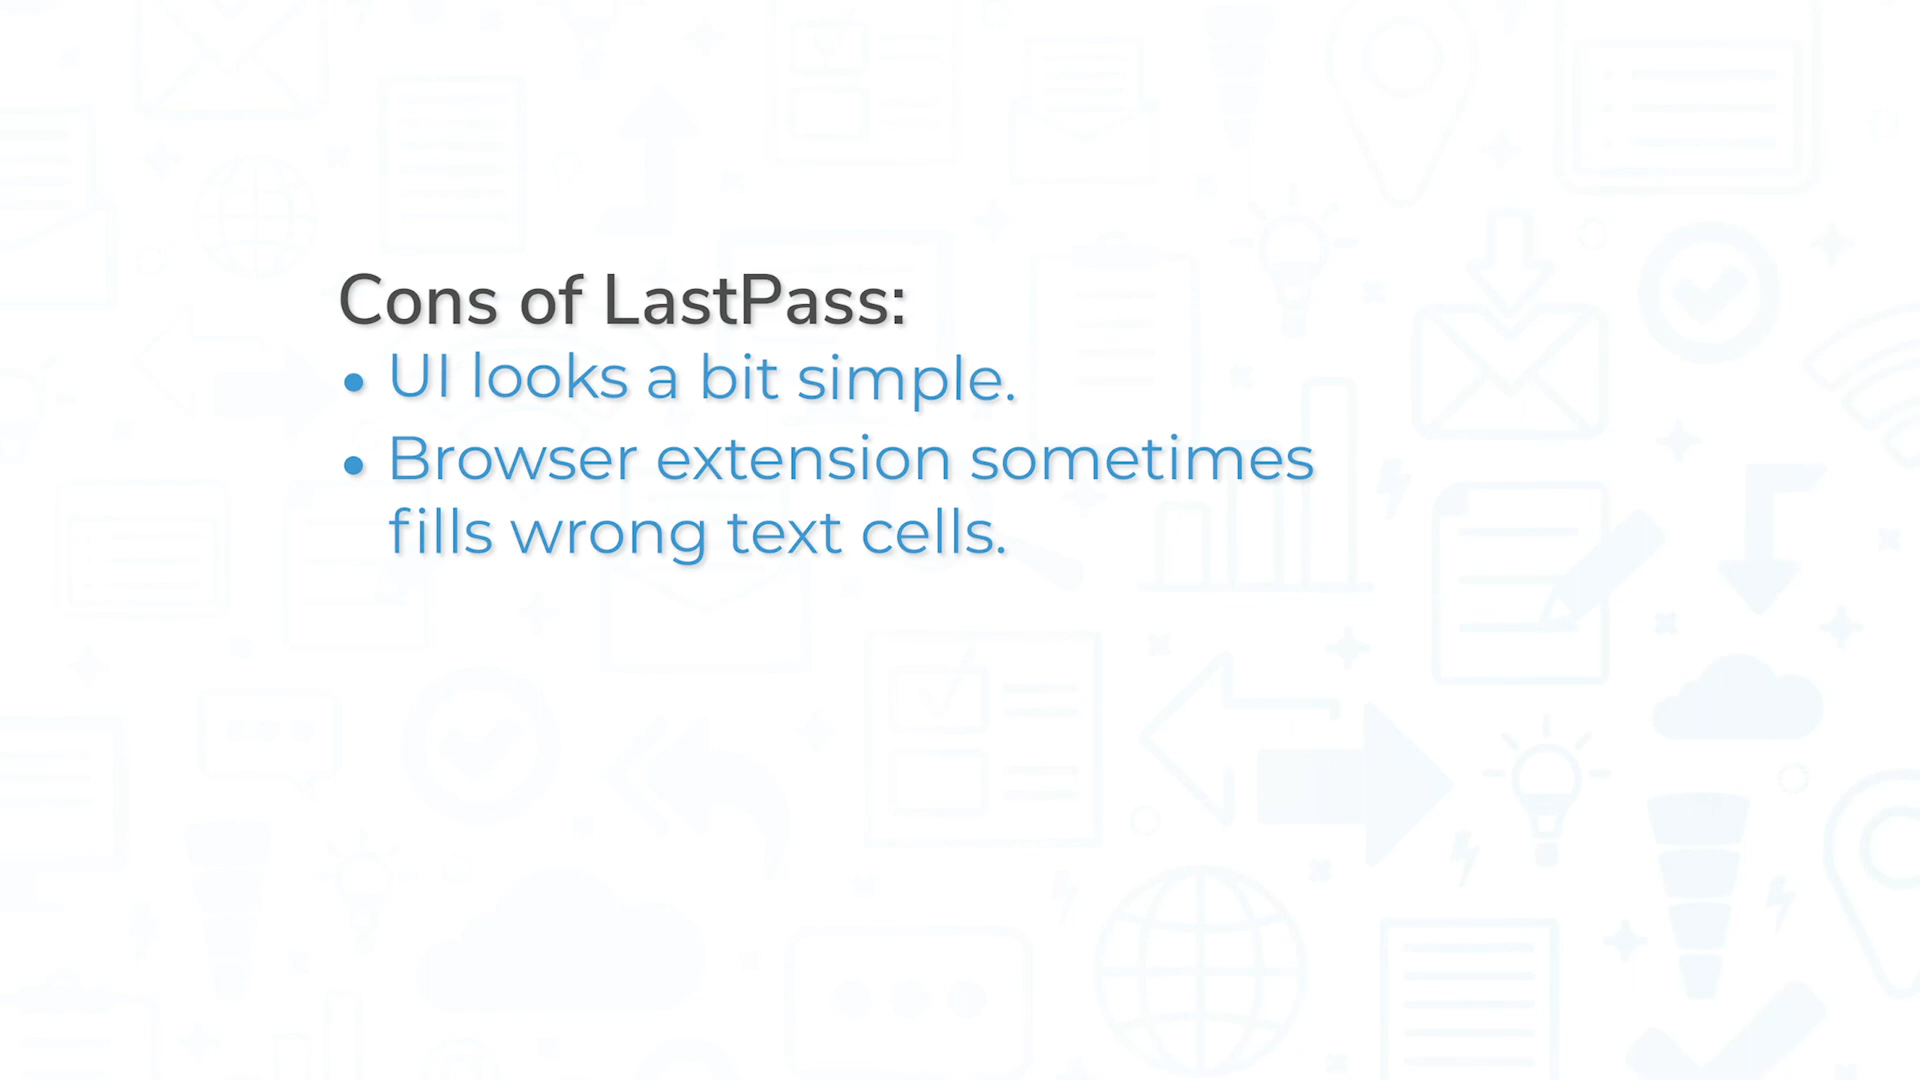 Cons of LastPass:
• UI looks a bit simple.
• Browser extension sometimes
fills wrong text cells.